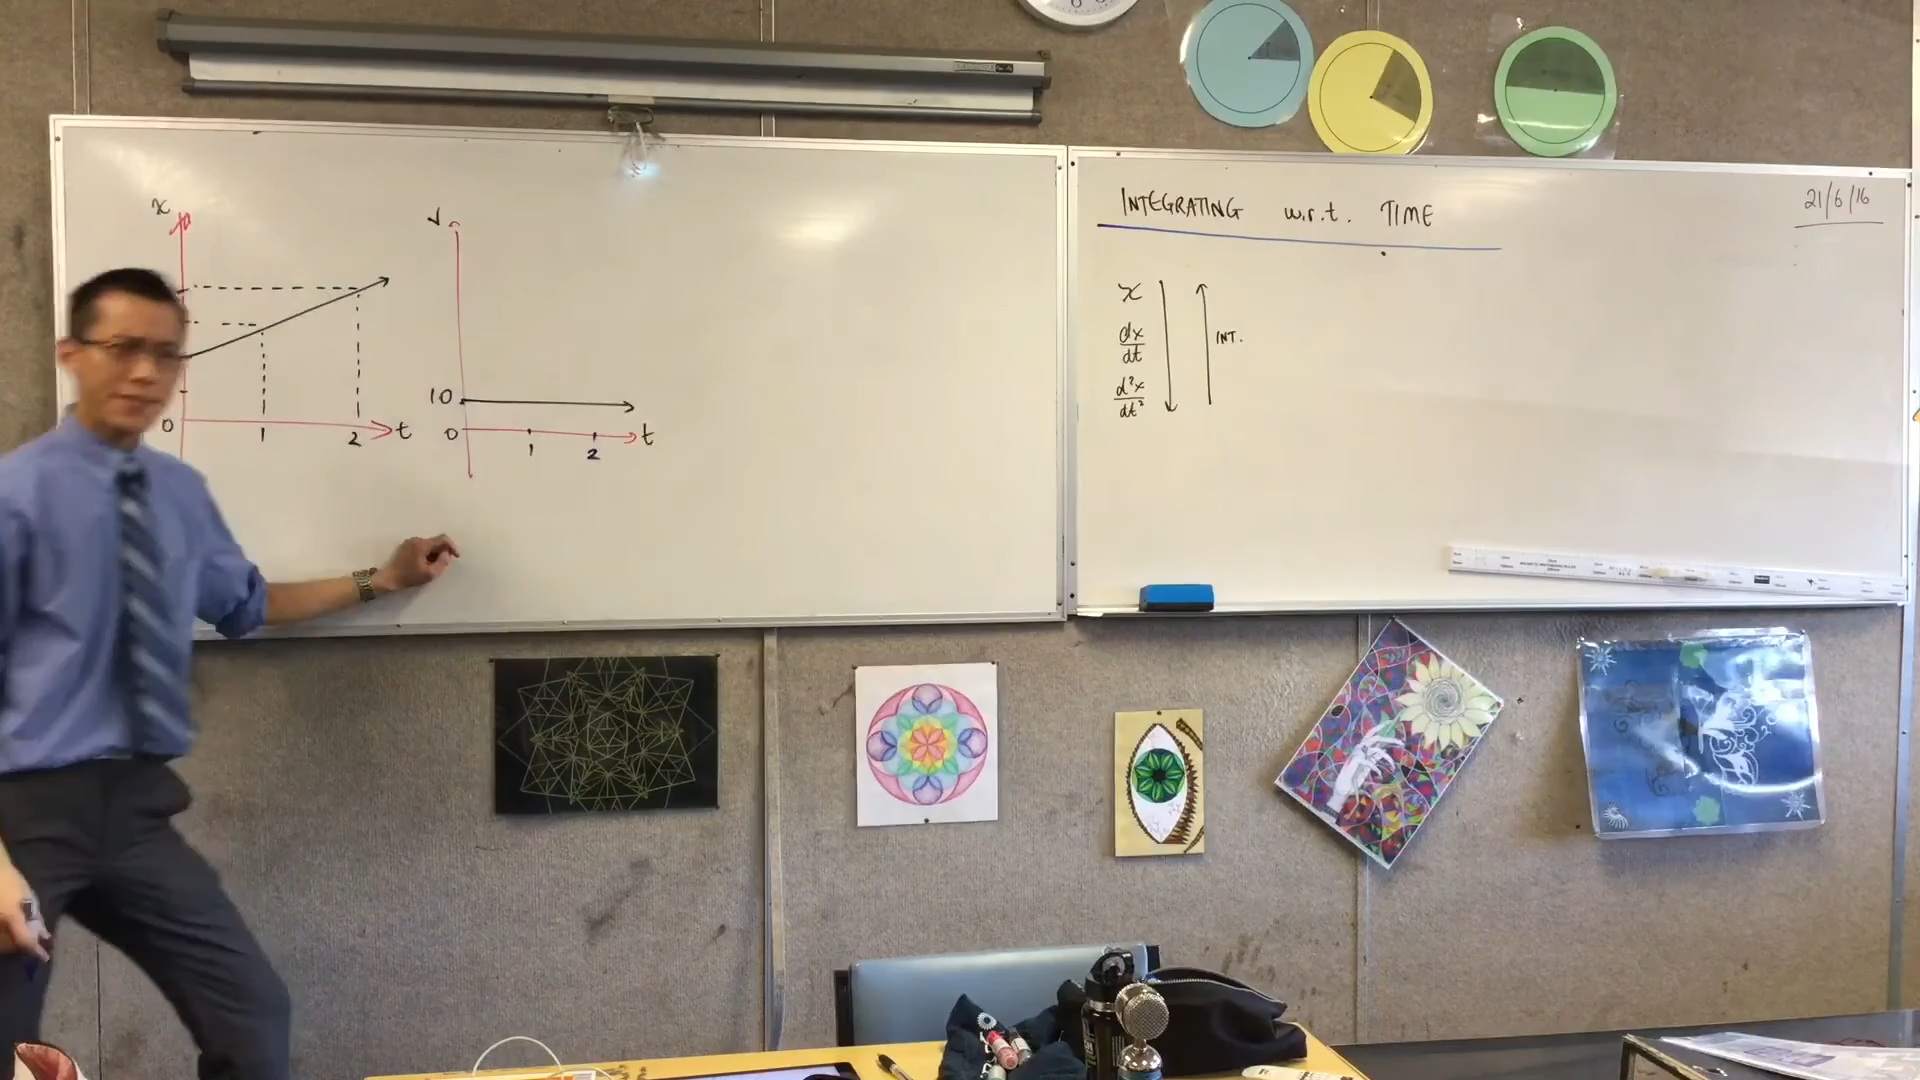 x
0
1
2
t
v
10
0
1
2
t
INTEGRATING w.r.t. TIME
21/6/16
x
dx/dt
INT.
d²x/dt²